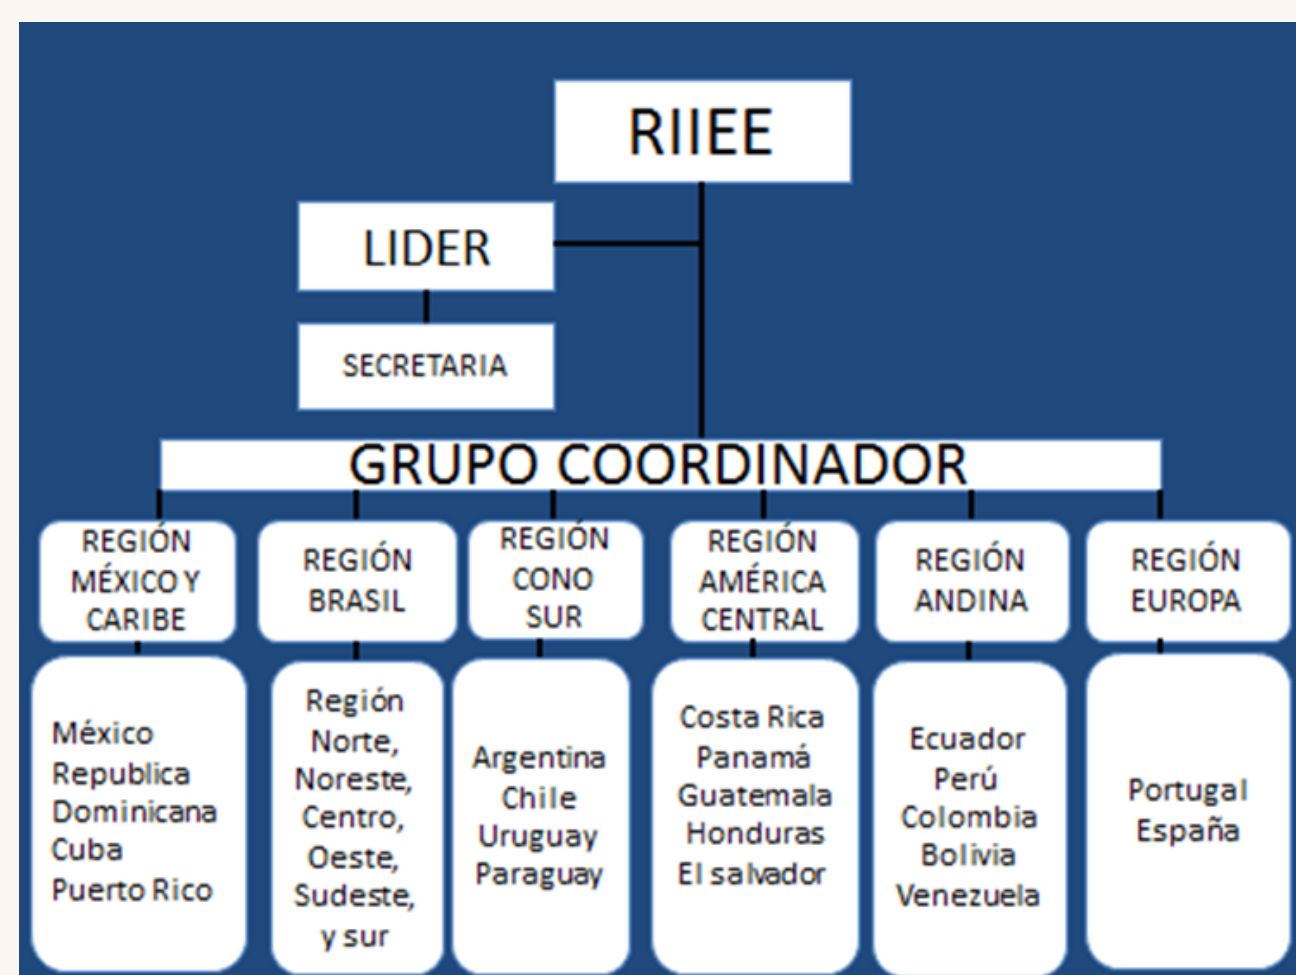 RIIEE
LIDER
SECRETARIA
GRUPO COORDINADOR
REGIÓN
MÉXICO Y
CARIBE
REGIÓN
BRASIL
REGIÓN
CONO
SUR
REGIÓN
AMÉRICA
CENTRAL
REGIÓN
ANDINA
REGIÓN
EUROPA
México
Republica
Dominicana
Cuba
Puerto Rico
Región
Norte,
Noreste,
Centro,
Oeste,
Sudeste,
y sur
Argentina
Chile
Uruguay
Paraguay
Costa Rica
Panamá
Guatemala
Honduras
El salvador
Ecuador
Perú
Colombia
Bolivia
Venezuela
Portugal
España